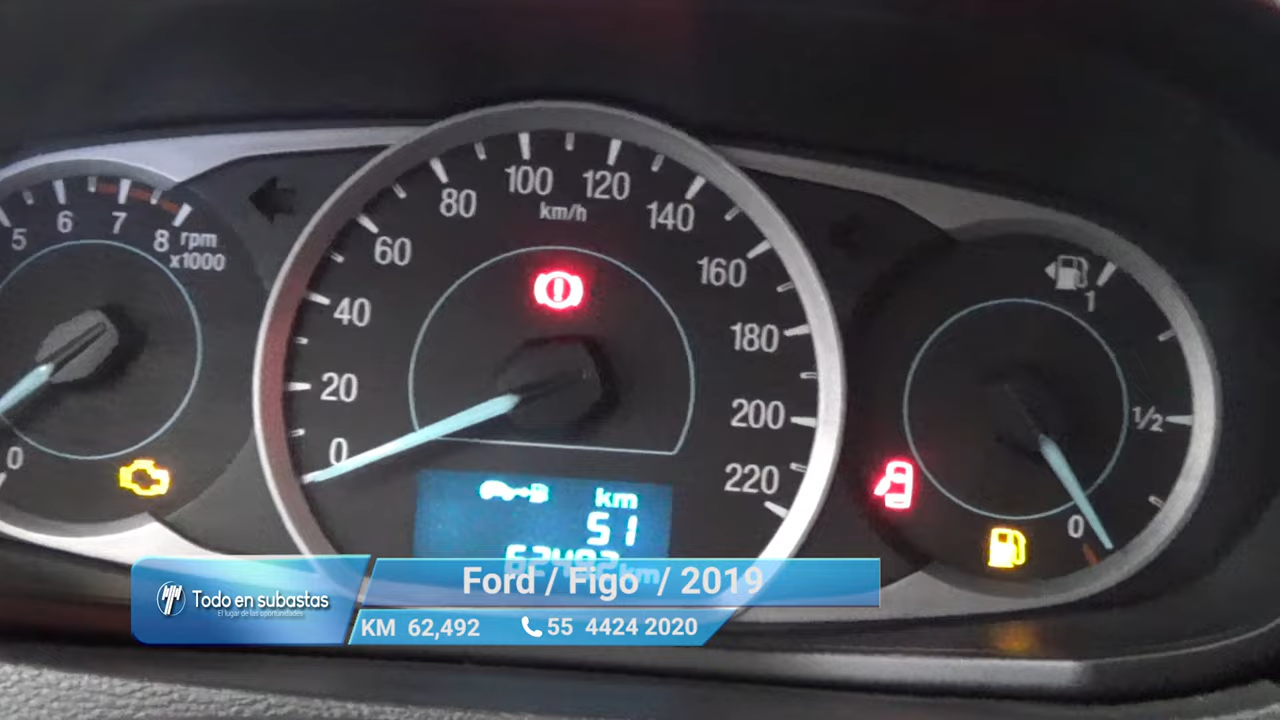 5 6 7 8
rpm
x1000
0
0 20 40 60 80 100 120 140 160 180 200 220
km/h
km
51
62492 km
1
1/2
0
Ford / Figo / 2019
Todo en subastas
El lugar de las oportunidades
KM 62,492 55 4424 2020